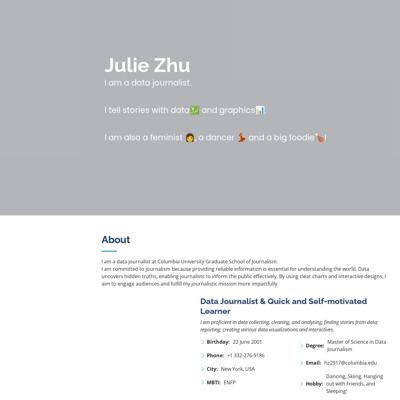 Julie Zhu
I am a data journalist.
I tell stories with data💹 and graphics📊.
I am also a feminist 👩, a dancer 💃 and a big foodie🍗!
About
I am a data journalist at Columbia University Graduate School of Journalism.
I am committed to journalism because providing reliable information is essential for understanding the world. Data
uncovers hidden truths, enabling journalists to inform the public effectively. By using clear charts and interactive designs, I
aim to engage audiences and fulfill my journalistic mission more impactfully.
Data Journalist & Quick and Self-motivated
Learner
I am proficient in data collecting, cleaning, and analysing; finding stories from data;
reporting; creating various data visualizations and interactives.
Birthday: 22 June 2001
Phone: +1 332-276-9186
City: New York, USA
MBTI: ENFP
Degree: Master of Science in Data
Journalism
Email: hz2917@columbia.edu
Hobby: Dancing, Skiing, Hanging
out with Friends, and
Sleeping!